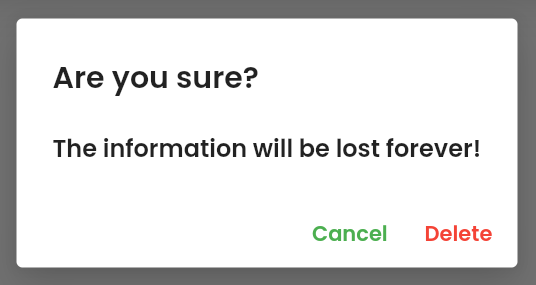 Are you sure?
The information will be lost forever!
Cancel Delete